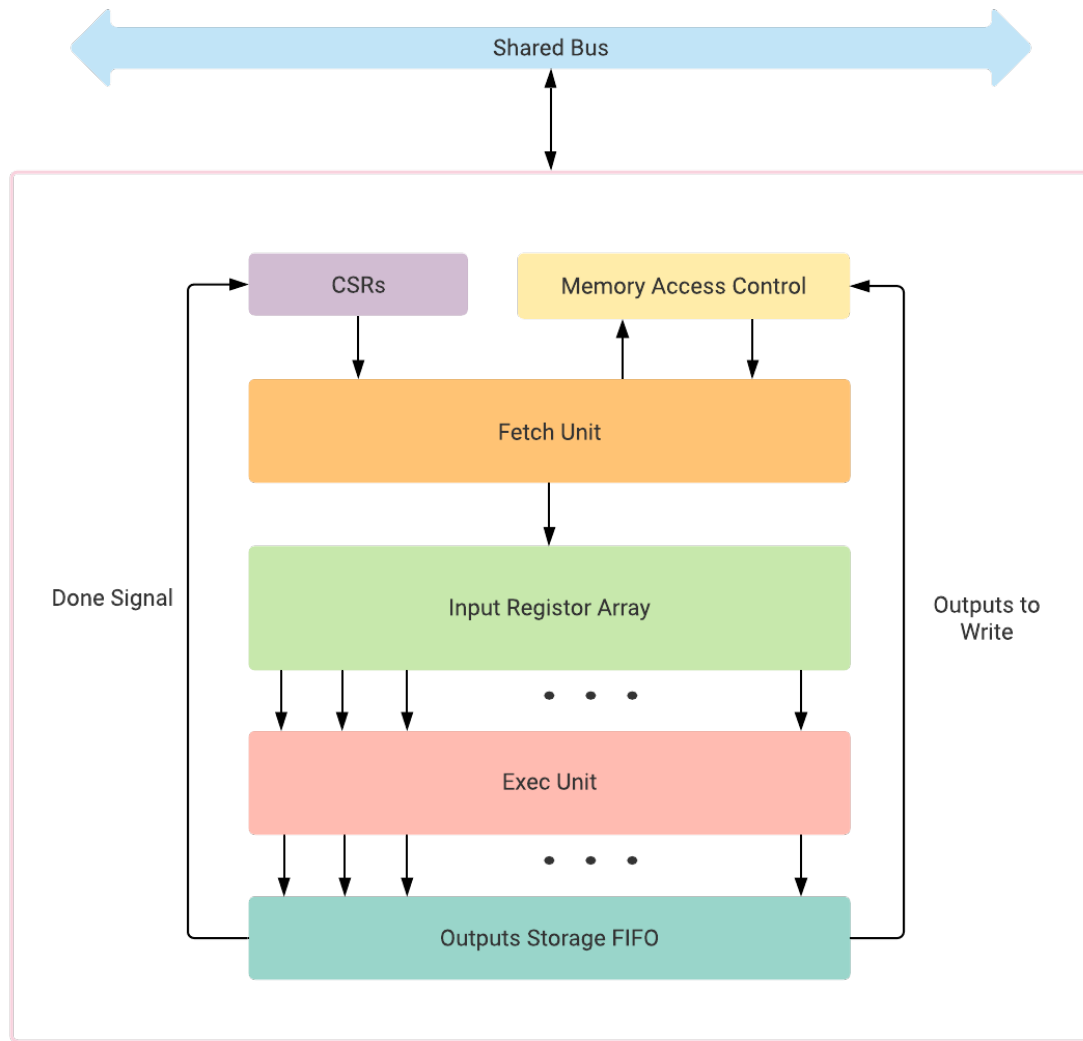 Shared Bus
CSRs
Memory Access Control
Fetch Unit
Done Signal
Input Registor Array
Outputs to
Write
Exec Unit
Outputs Storage FIFO